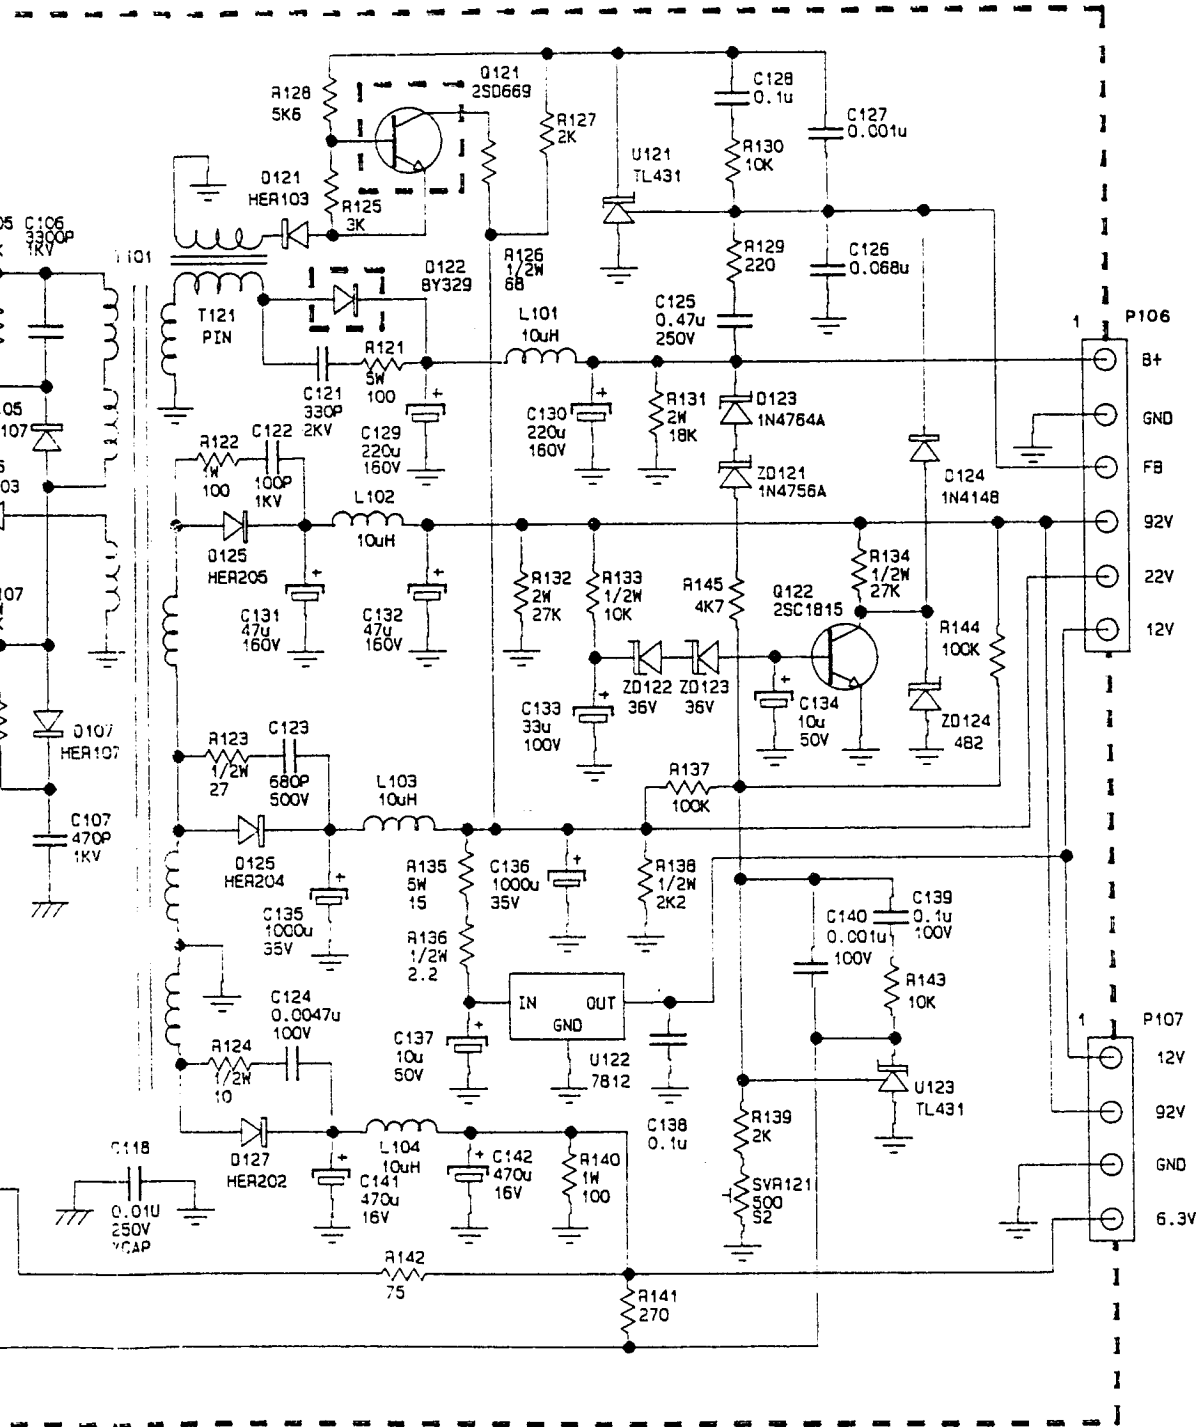 Q121
2SD669
R128
5K6
R127
2K
C128
0.1u
C127
0.001u
R130
10K
U121
TL431
D121
HER103
R125
3K
C106
3300P
1KV
T121
PIN
D122
BY329
R126
1/2W
68
R129
220
C126
0.068u
C125
0.47u
250V
L101
10uH
1
P106
B+
GND
FB
92V
22V
12V
R121
5W
100
C121
330P
2KV
C129
220u
160V
C130
220u
160V
R131
2W
18K
D123
1N4764A
ZD121
1N4756A
D124
1N4148
R122
1W
100
C122
100P
1KV
L102
10uH
D125
HER205
C131
47u
160V
C132
47u
160V
R132
2W
27K
R133
1/2W
10K
R145
4K7
Q122
2SC1815
R134
1/2W
27K
R144
100K
ZD122
36V
ZD123
36V
C133
33u
100V
C134
10u
50V
ZD124
4B2
D107
HER107
C107
470P
1KV
R123
1/2W
27
C123
680P
500V
L103
10uH
R137
100K
D125
HER204
C135
1000u
35V
R135
5W
15
C136
1000u
35V
R138
1/2W
2K2
R136
1/2W
2.2
C140
0.001u
100V
C139
0.1u
100V
R143
10K
IN
OUT
GND
U122
7812
C137
10u
50V
C138
0.1u
C124
0.0047u
100V
R124
1/2W
10
D127
HER202
L104
10uH
C141
470u
16V
C142
470u
16V
R140
1W
100
R139
2K
SVR121
500
S2
U123
TL431
1
P107
12V
92V
GND
6.3V
C118
0.01U
250V
YCAP
R142
75
R141
270